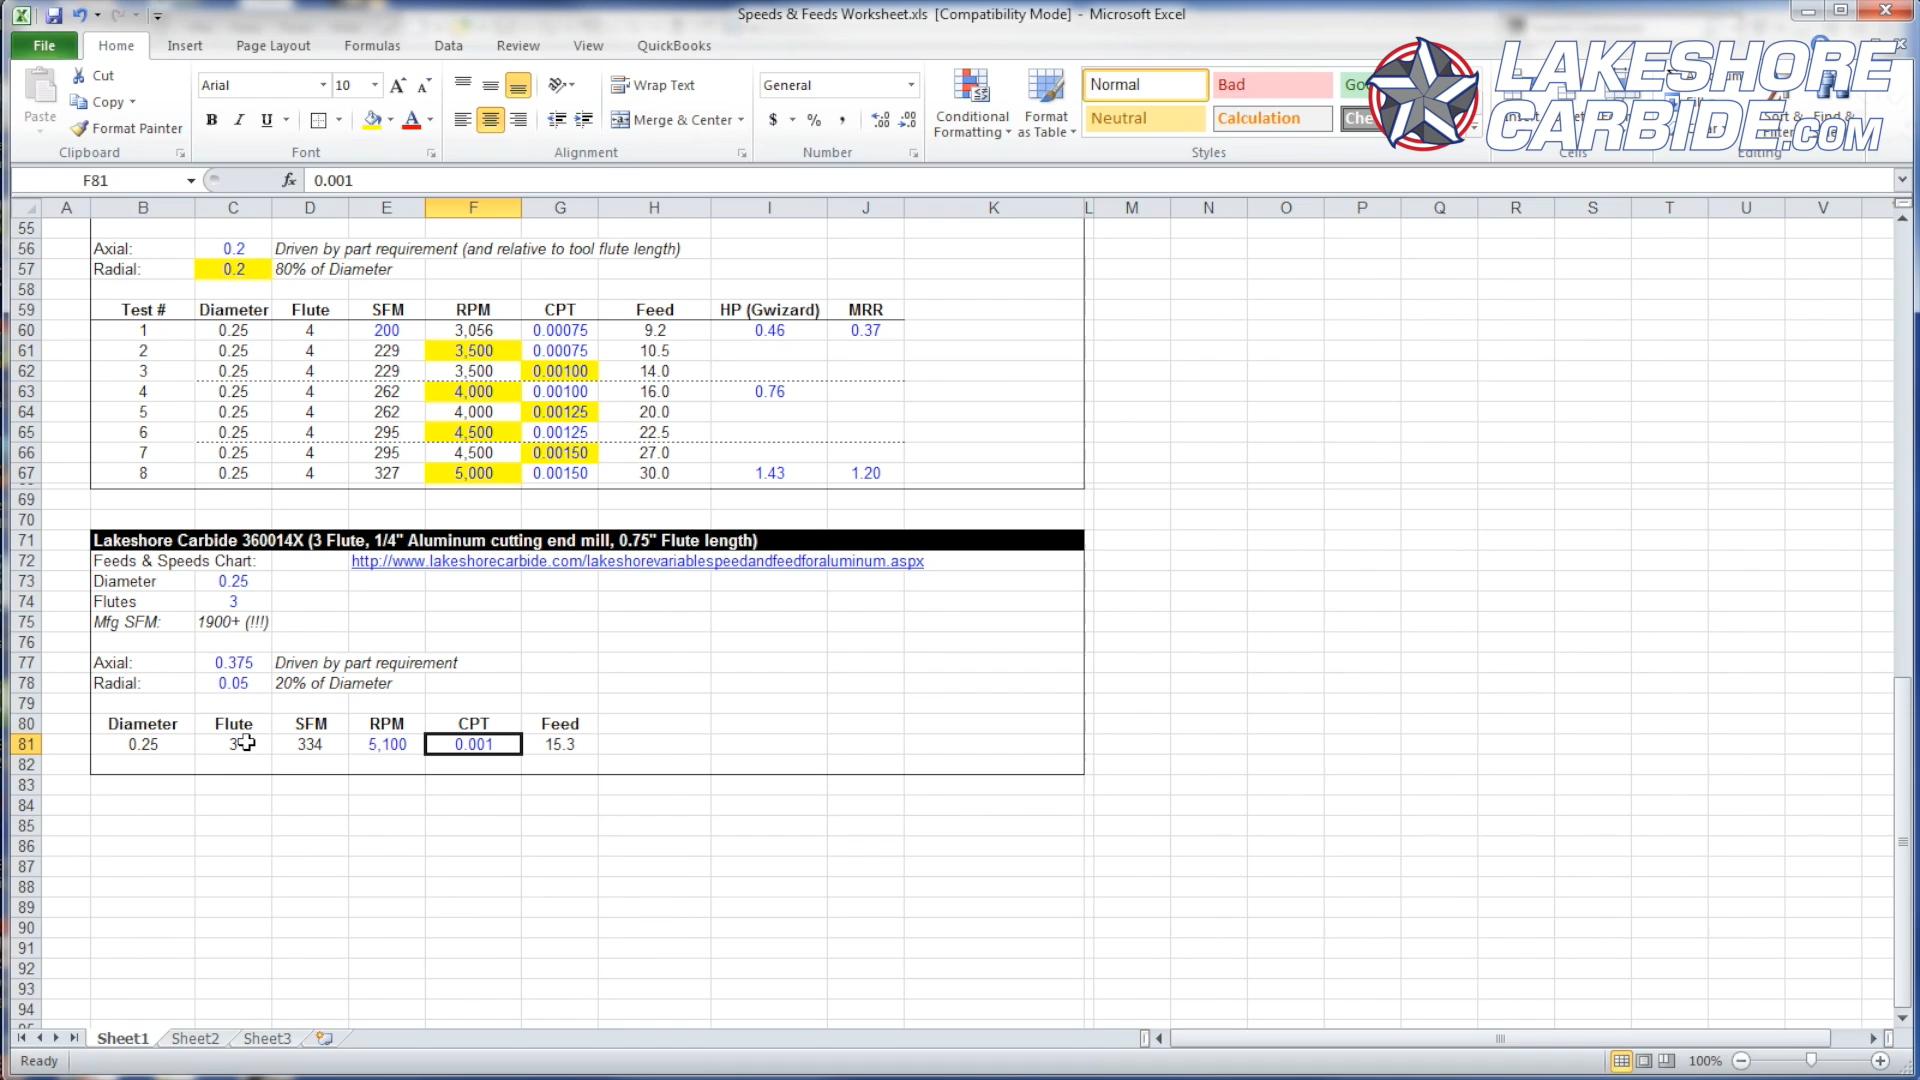 Speeds & Feeds Worksheet.xls [Compatibility Mode] - Microsoft Excel
File Home Insert Page Layout Formulas Data Review View QuickBooks
LAKESHORE
CARBIDE.COM
Paste
Cut
Copy
Format Painter
Clipboard
Arial 10
B I U
Font
Wrap Text
Merge & Center
Alignment
General
$ % ,
Number
Conditional Formatting
Format as Table
Normal Bad
Neutral Calculation
Styles
Cells
Editing
F81 fx 0.001
A B C D E F G H I J K L M N O P Q R S T U V
55
56 Axial: 0.2 Driven by part requirement (and relative to tool flute length)
57 Radial: 0.2 80% of Diameter
58
59 Test # Diameter Flute SFM RPM CPT Feed HP (Gwizard) MRR
60 1 0.25 4 200 3,056 0.00075 9.2 0.46 0.37
61 2 0.25 4 229 3,500 0.00075 10.5
62 3 0.25 4 229 3,500 0.00100 14.0
63 4 0.25 4 262 4,000 0.00100 16.0 0.76
64 5 0.25 4 262 4,000 0.00125 20.0
65 6 0.25 4 295 4,500 0.00125 22.5
66 7 0.25 4 295 4,500 0.00150 27.0
67 8 0.25 4 327 5,000 0.00150 30.0 1.43 1.20
69
70
71 Lakeshore Carbide 360014X (3 Flute, 1/4" Aluminum cutting end mill, 0.75" Flute length)
72 Feeds & Speeds Chart: http://www.lakeshorecarbide.com/lakeshorevariablespeedandfeedforaluminum.aspx
73 Diameter 0.25
74 Flutes 3
75 Mfg SFM: 1900+ (!!!)
76
77 Axial: 0.375 Driven by part requirement
78 Radial: 0.05 20% of Diameter
79
80 Diameter Flute SFM RPM CPT Feed
81 0.25 3 334 5,100 0.001 15.3
82
83
84
85
86
87
88
89
90
91
92
93
94
Sheet1 Sheet2 Sheet3
Ready 100%